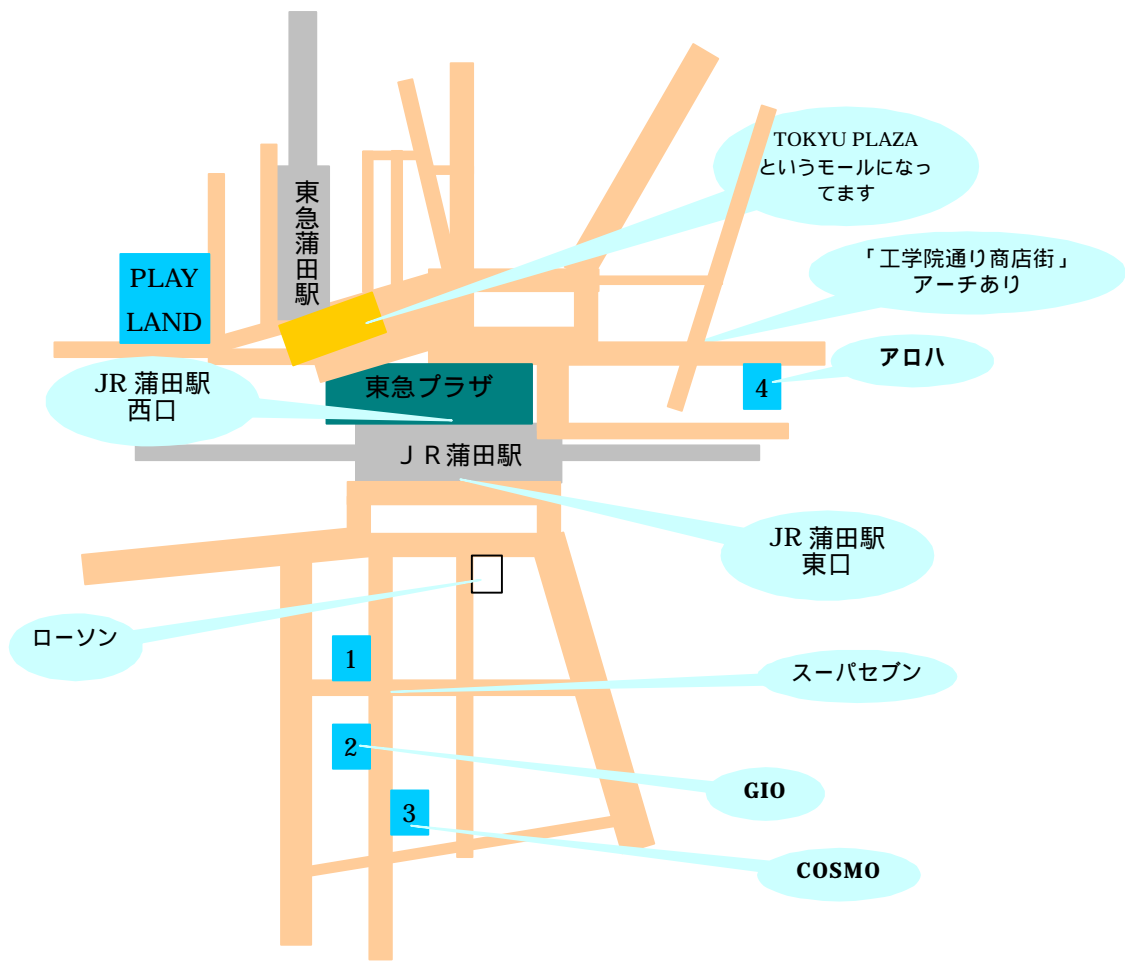 TOKYU PLAZA
というモールになっ
てます
東急蒲田駅
「工学院通り商店街」
アーチあり
PLAY
LAND
アロハ
JR 蒲田駅
西口
東急プラザ
4
ＪＲ蒲田駅
JR 蒲田駅
東口
ローソン
1
スーパセブン
2
GIO
3
COSMO